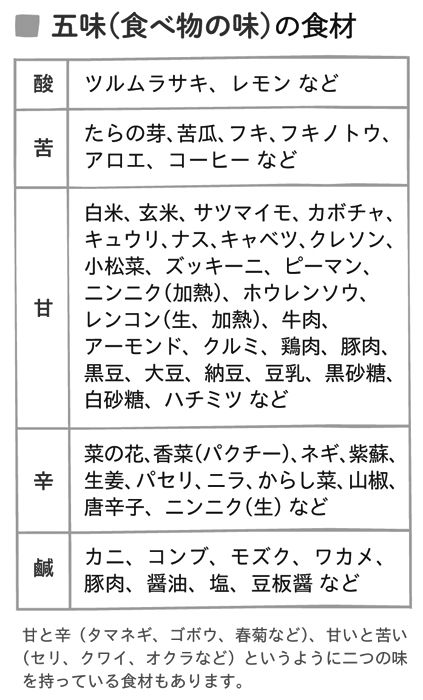 ■ 五味（食べ物の味）の食材
酸
ツルムラサキ、レモン など
苦
たらの芽、苦瓜、フキ、フキノトウ、
アロエ、コーヒー など
甘
白米、玄米、サツマイモ、カボチャ、
キュウリ、ナス、キャベツ、クレソン、
小松菜、ズッキーニ、ピーマン、
ニンニク（加熱）、ホウレンソウ、
レンコン（生、加熱）、牛肉、
アーモンド、クルミ、鶏肉、豚肉、
黒豆、大豆、納豆、豆乳、黒砂糖、
白砂糖、ハチミツ など
辛
菜の花、香菜（パクチー）、ネギ、紫蘇、
生姜、パセリ、ニラ、からし菜、山椒、
唐辛子、ニンニク（生）など
鹹
カニ、コンブ、モズク、ワカメ、
豚肉、醤油、塩、豆板醤 など
甘と辛（タマネギ、ゴボウ、春菊など）、甘いと苦い
（セリ、クワイ、オクラなど）というように二つの味
を持っている食材もあります。